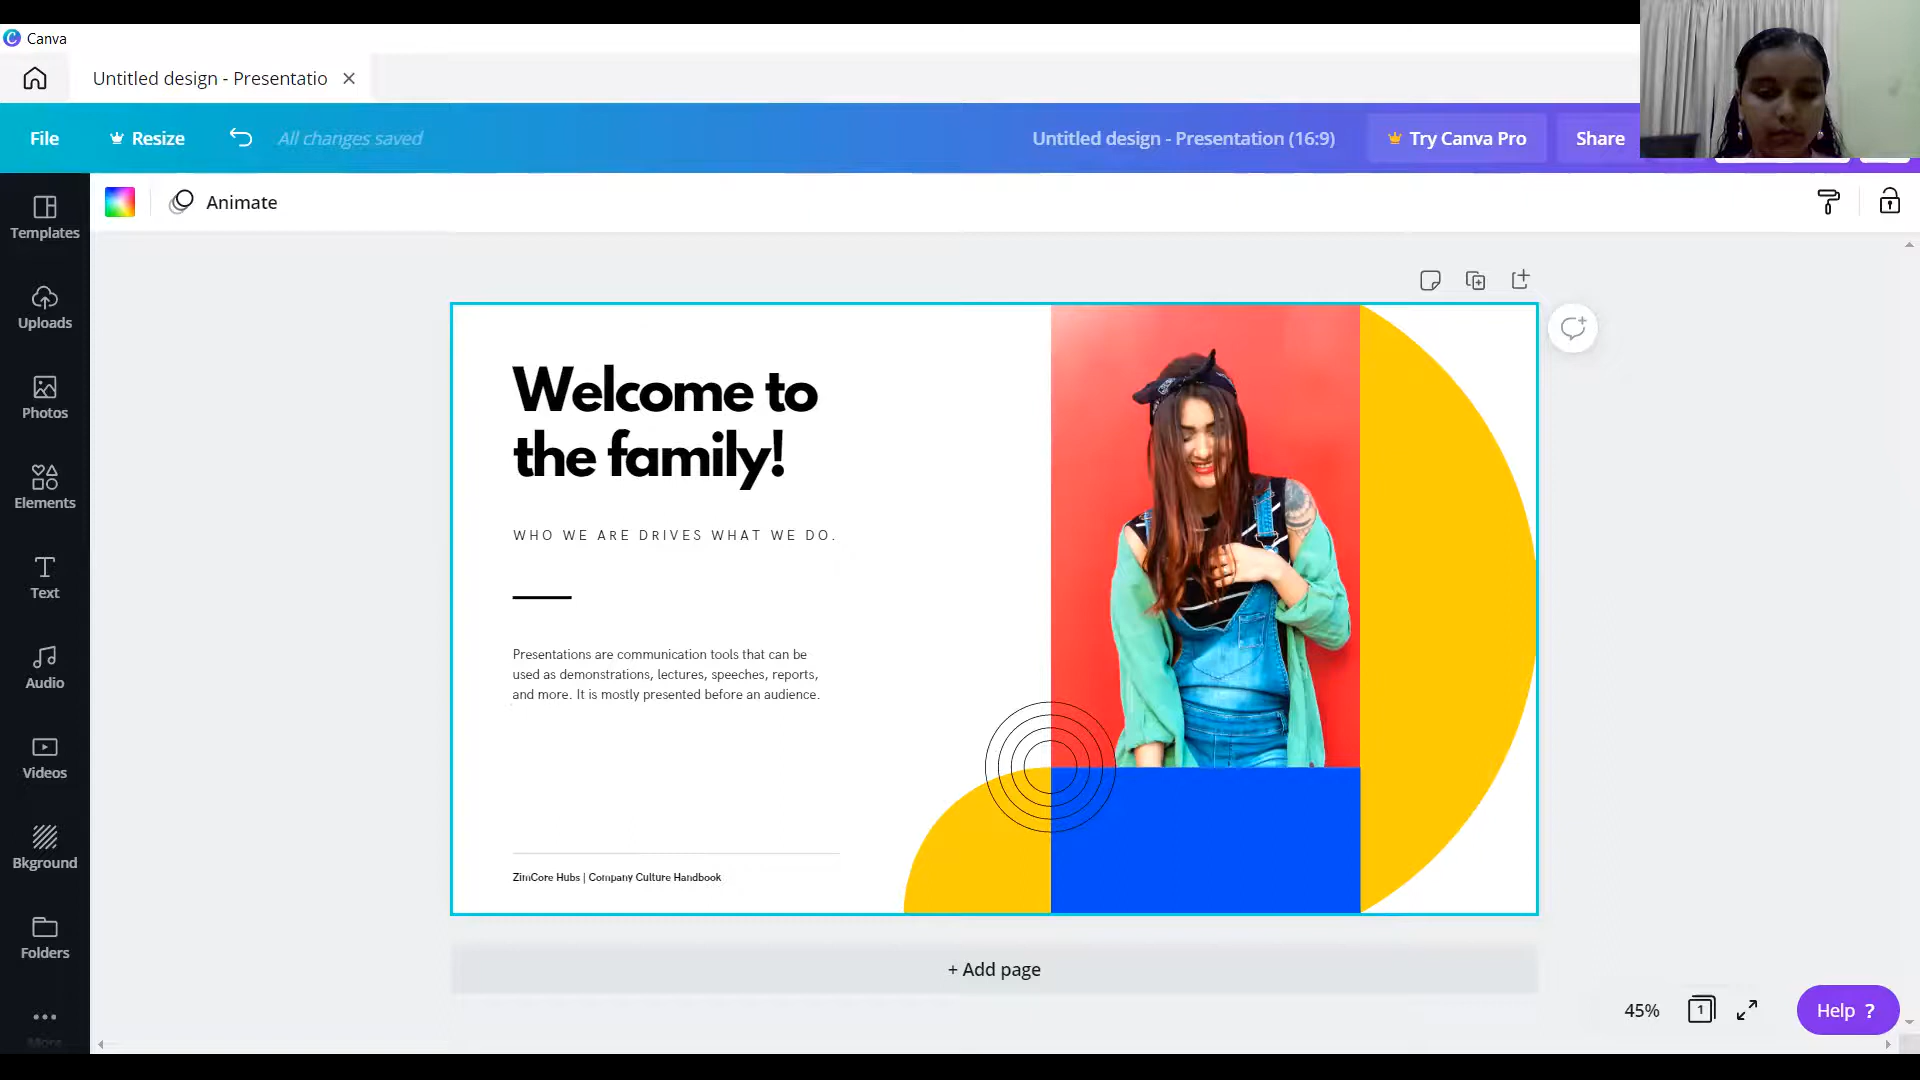 Canva
Untitled design - Presentatio
File
Resize
All changes saved
Untitled design - Presentation (16:9)
Try Canva Pro
Share
Animate
Templates
Uploads
Photos
Elements
Text
Audio
Videos
Bkground
Folders
More
Welcome to
the family!
WHO WE ARE DRIVES WHAT WE DO.
Presentations are communication tools that can be
used as demonstrations, lectures, speeches, reports,
and more. It is mostly presented before an audience.
ZimCore Hubs | Company Culture Handbook
+ Add page
45%
1
Help ?